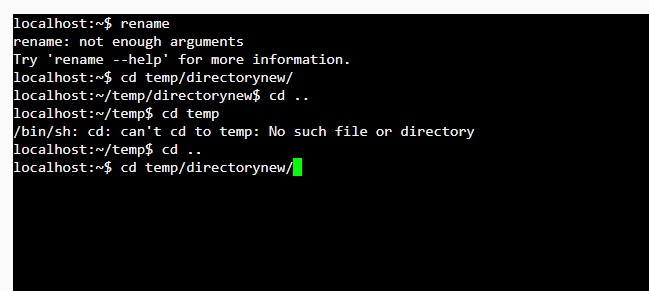 localhost:~$ rename
rename: not enough arguments
Try 'rename --help' for more information.
localhost:~$ cd temp/directorynew/
localhost:~/temp/directorynew$ cd ..
localhost:~/temp$ cd temp
/bin/sh: cd: can't cd to temp: No such file or directory
localhost:~/temp$ cd ..
localhost:~$ cd temp/directorynew/